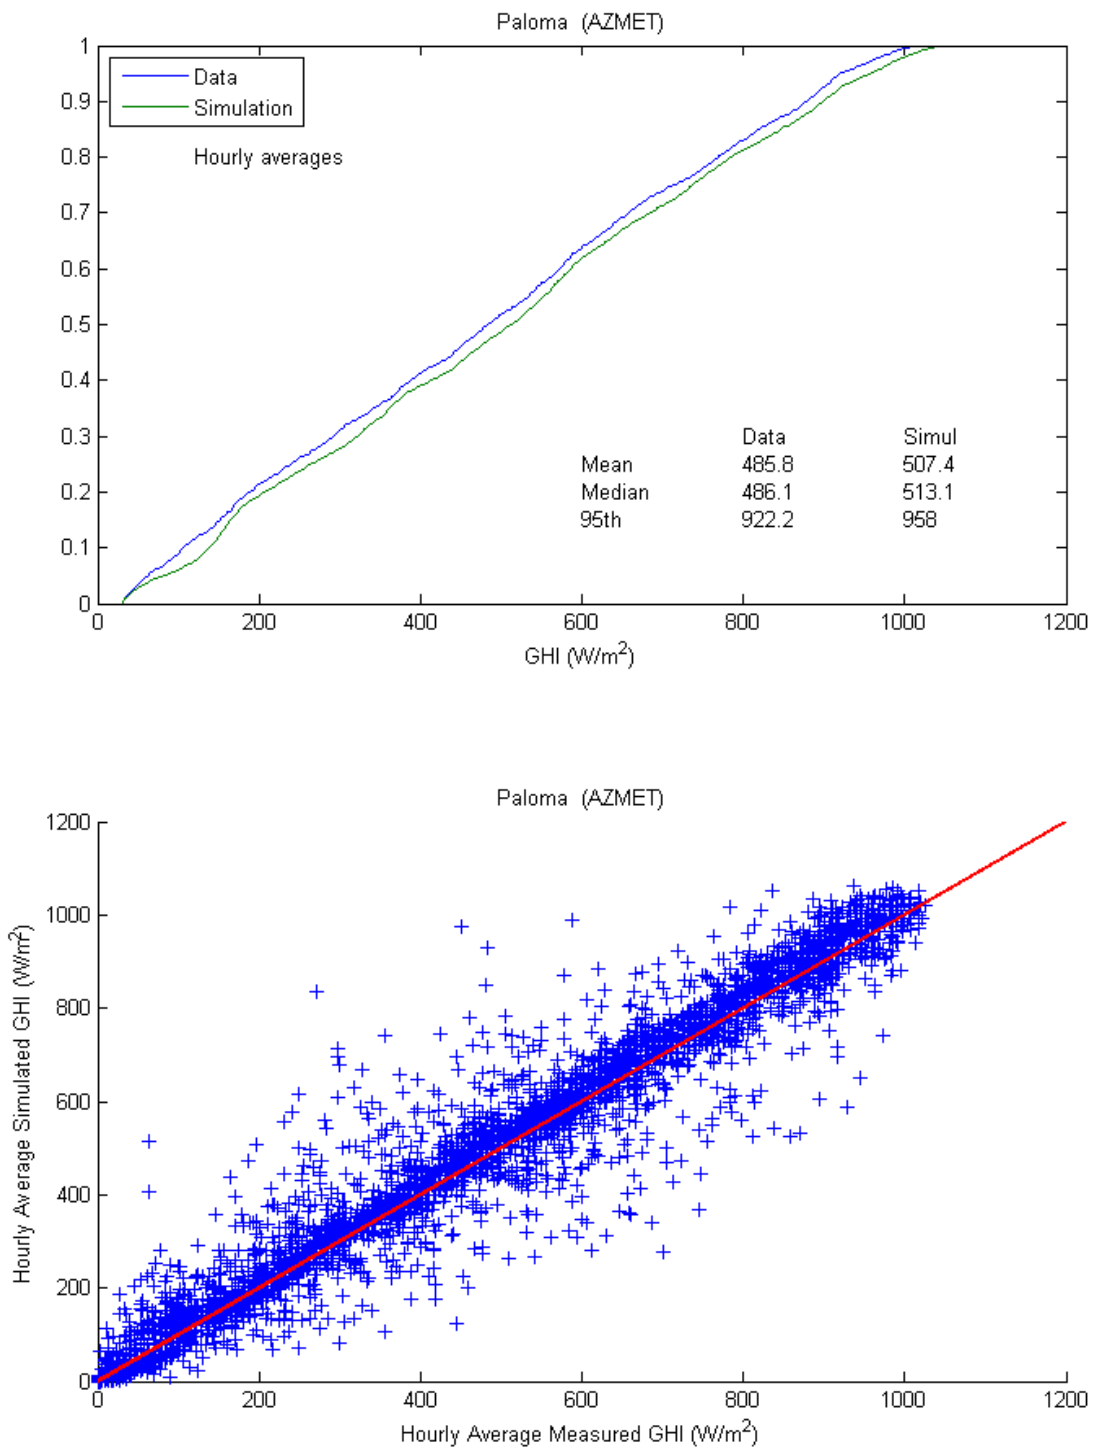 Paloma (AZMET)
1
0.9
0.8
0.7
0.6
0.5
0.4
0.3
0.2
0.1
0
Data
Simulation
Hourly averages
Data Simul
Mean 485.8 507.4
Median 486.1 513.1
95th 922.2 958
0 200 400 600 800 1000 1200
GHI (W/m²)
Paloma (AZMET)
Hourly Average Simulated GHI (W/m²)
1200
1000
800
600
400
200
0
0 200 400 600 800 1000 1200
Hourly Average Measured GHI (W/m²)